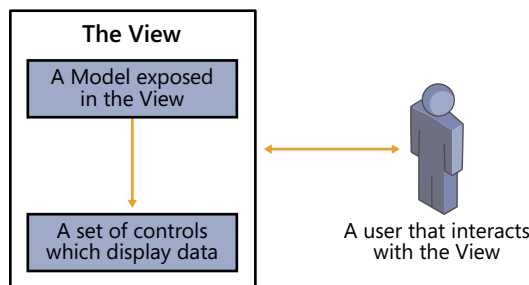 The View
A Model exposed
in the View
A set of controls
which display data
A user that interacts
with the View